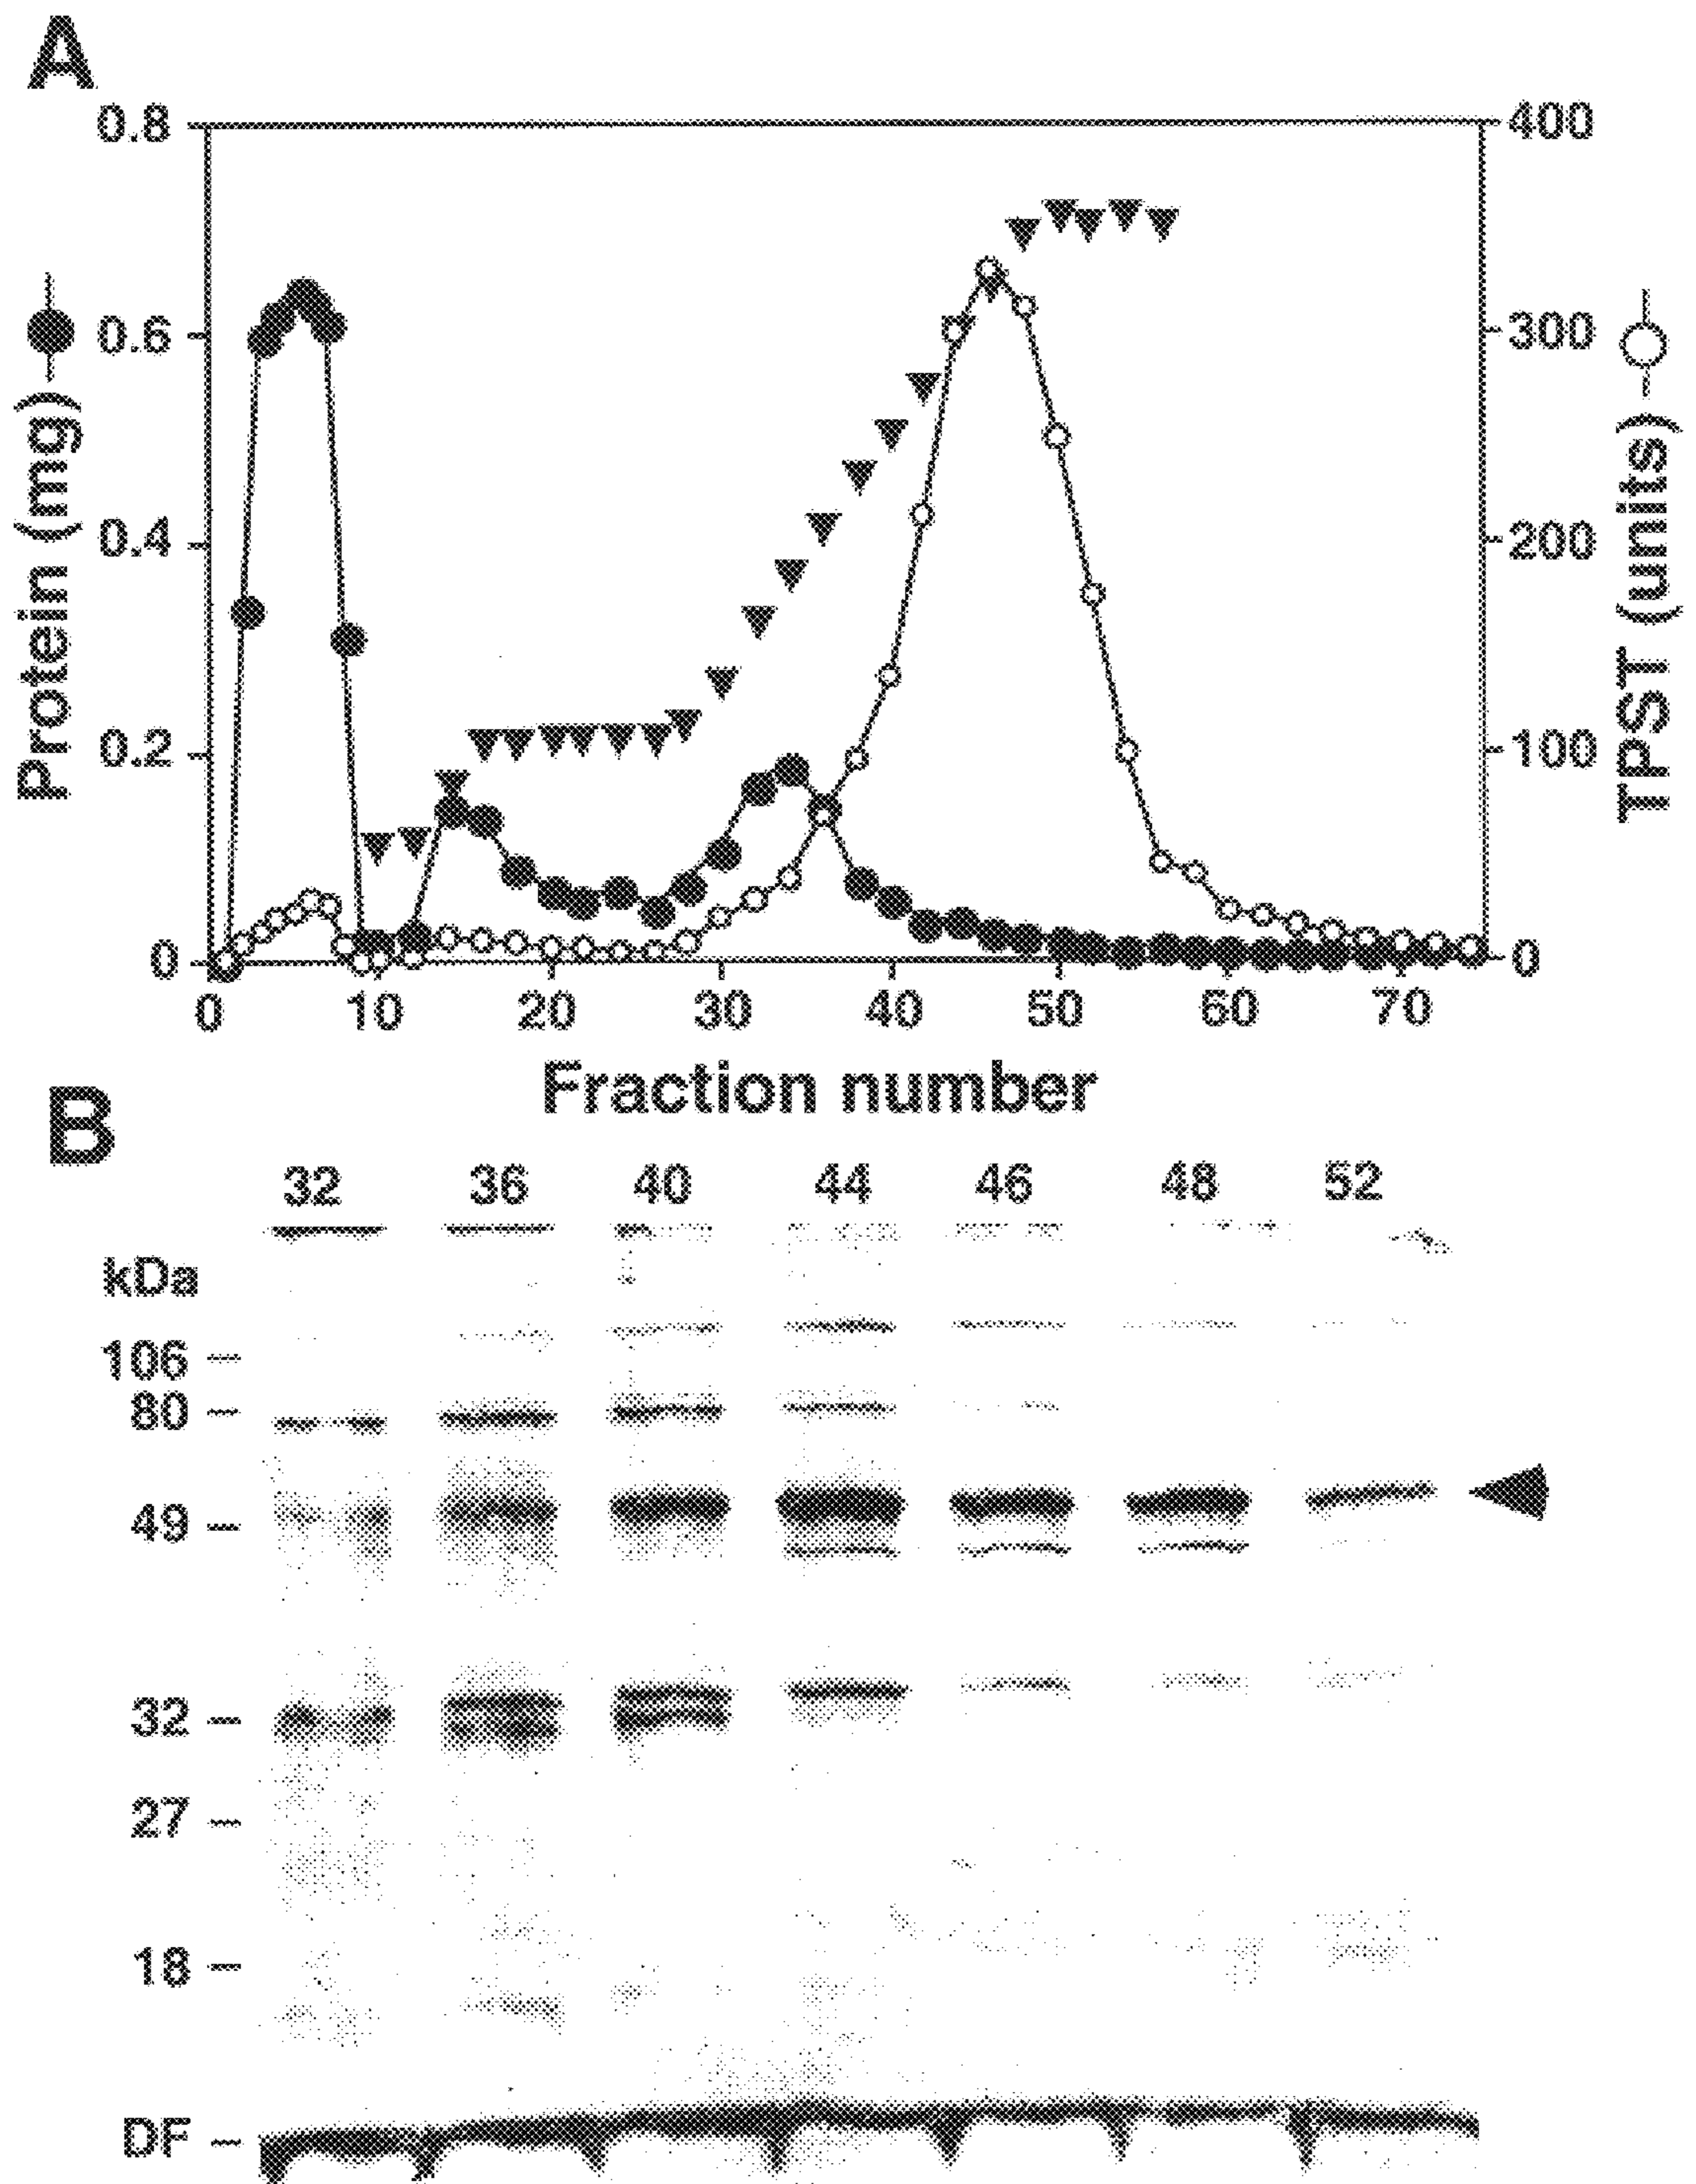 A
0.8
0.6
0.4
0.2
0
Protein (mg)
400
300
200
100
0
TPST (units)
0 10 20 30 40 50 60 70
Fraction number
B
32 36 40 44 46 48 52
kDa
106
80
49
32
27
18
DF